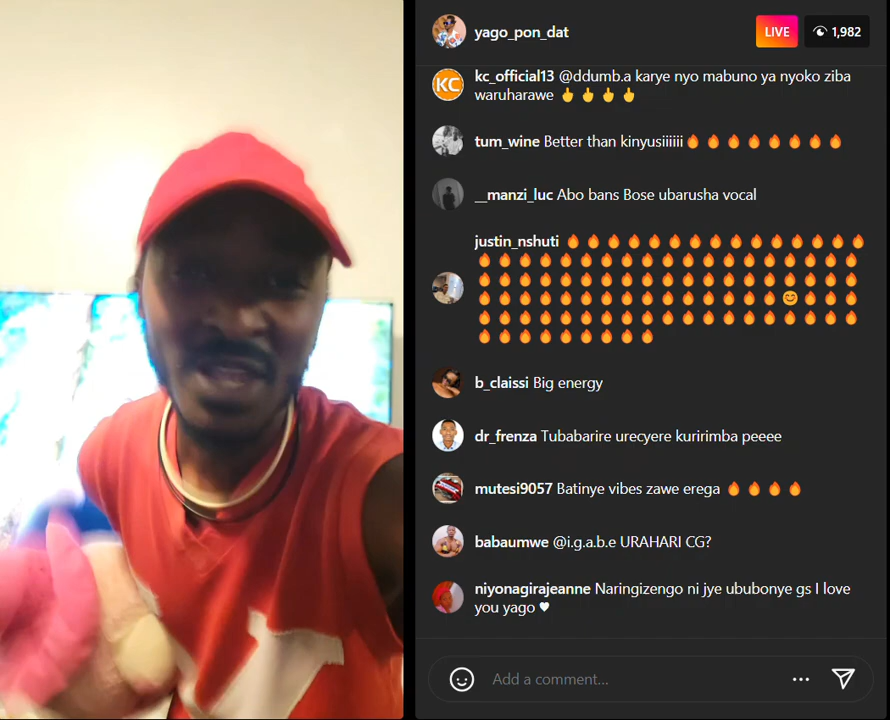 yago_pon_dat
LIVE
1,982
KC
kc_official13 @ddumb.a karye nyo mabuno ya nyoko ziba
waruharawe 🖕🖕🖕🖕
tum_wine Better than kinyusiiiiii🔥🔥🔥🔥🔥🔥🔥🔥
__manzi_luc Abo bans Bose ubarusha vocal
justin_nshuti 🔥🔥🔥🔥🔥🔥🔥🔥🔥🔥🔥🔥🔥🔥🔥
🔥🔥🔥🔥🔥🔥🔥🔥🔥🔥🔥🔥🔥🔥🔥🔥🔥🔥🔥
🔥🔥🔥🔥🔥🔥🔥🔥🔥🔥🔥🔥🔥🔥🔥🔥🔥🔥🔥
🔥🔥🔥🔥🔥🔥🔥🔥🔥🔥🔥🔥🔥🔥🔥😊🔥🔥🔥
🔥🔥🔥🔥🔥🔥🔥🔥🔥🔥🔥🔥🔥🔥🔥🔥🔥🔥🔥
🔥🔥🔥🔥🔥🔥🔥🔥🔥
b_claissi Big energy
dr_frenza Tubabarire urecyere kuririmba peeee
mutesi9057 Batinye vibes zawe erega 🔥🔥🔥🔥
babaumwe @i.g.a.b.e URAHARI CG?
niyonagirajeanne Naringizengo ni jye ububonye gs I love
you yago ♥
Add a comment...